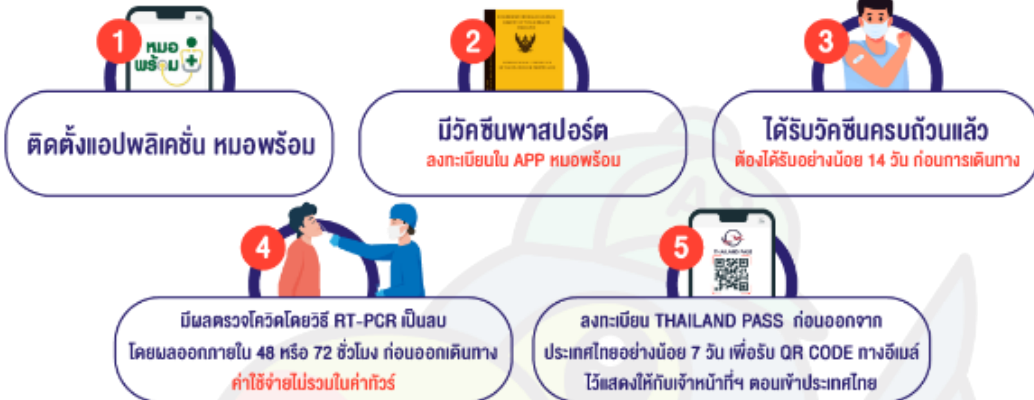 1
หมอ
พร้อม
ติดตั้งแอปพลิเคชั่น หมอพร้อม
2
มีวัคซีนพาสปอร์ต
ลงทะเบียนใน APP หมอพร้อม
3
ได้รับวัคซีนครบถ้วนแล้ว
ต้องได้รับอย่างน้อย 14 วัน ก่อนการเดินทาง
4
มีผลตรวจโควิดโดยวิธี RT-PCR เป็นลบ
โดยผลออกภายใน 48 หรือ 72 ชั่วโมง ก่อนออกเดินทาง
ค่าใช้จ่ายไม่รวมในค่าทัวร์
5
THAILAND PASS
ลงทะเบียน THAILAND PASS ก่อนออกจาก
ประเทศไทยอย่างน้อย 7 วัน เพื่อรับ QR CODE ทางอีเมล์
ไว้แสดงให้กับเจ้าหน้าที่ฯ ตอนเข้าประเทศไทย